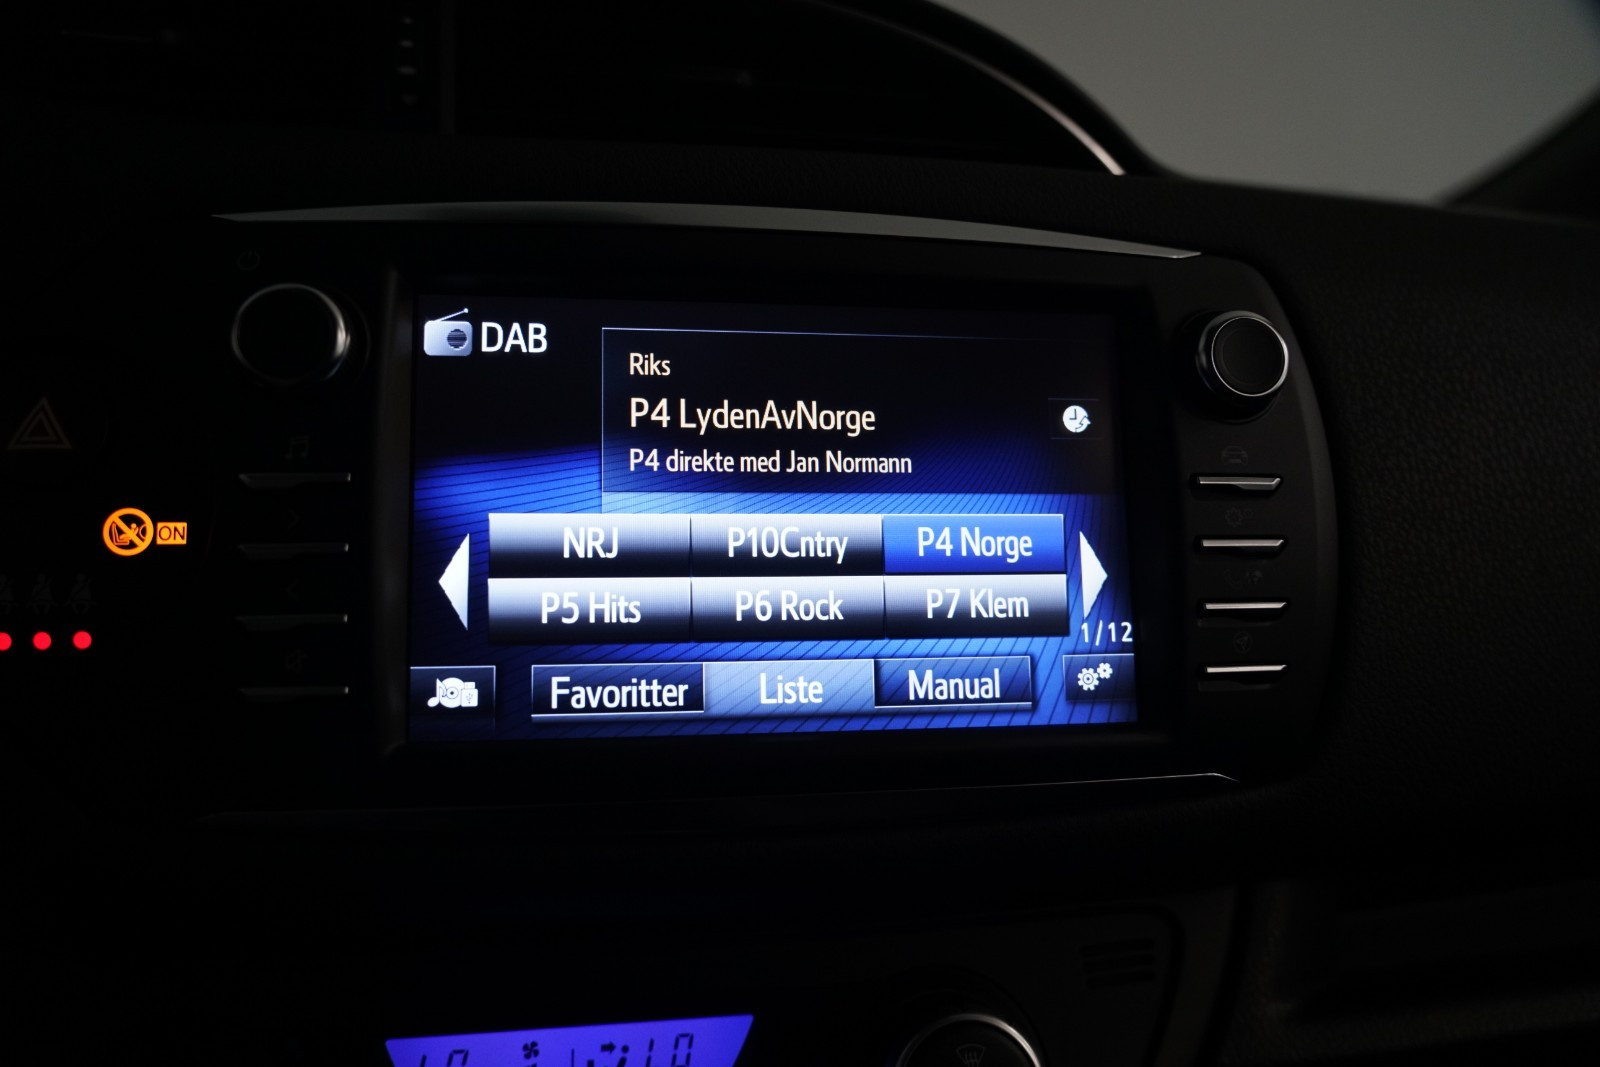 DAB
Riks
P4 LydenAvNorge
P4 direkte med Jan Normann
NRJ P10Cntry P4 Norge
P5 Hits P6 Rock P7 Klem
1/12
Favoritter Liste Manual
ON